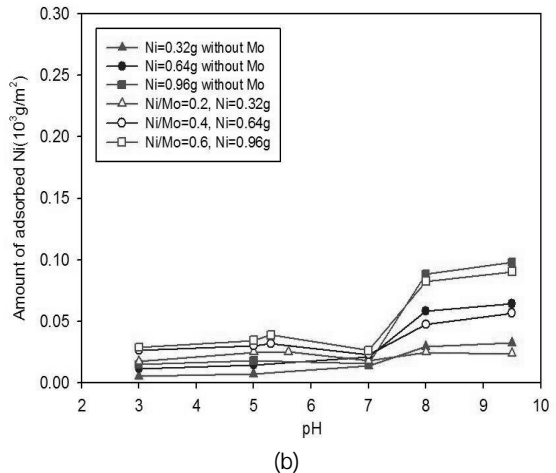 0.30
0.25
0.20
0.15
0.10
0.05
0.00
Amount of adsorbed Ni(10³g/m²)
Ni=0.32g without Mo
Ni=0.64g without Mo
Ni=0.96g without Mo
Ni/Mo=0.2, Ni=0.32g
Ni/Mo=0.4, Ni=0.64g
Ni/Mo=0.6, Ni=0.96g
2 3 4 5 6 7 8 9 10
pH
(b)